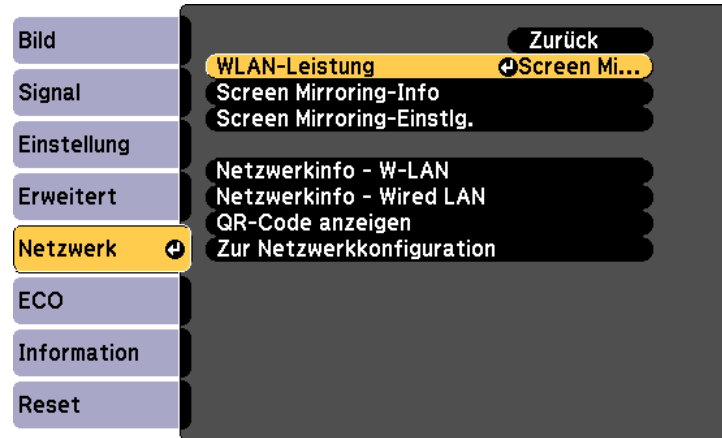 Bild
Signal
Einstellung
Erweitert
Netzwerk
ECO
Information
Reset
Zurück
WLAN-Leistung Screen Mi...
Screen Mirroring-Info
Screen Mirroring-Einstlg.
Netzwerkinfo - W-LAN
Netzwerkinfo - Wired LAN
QR-Code anzeigen
Zur Netzwerkkonfiguration